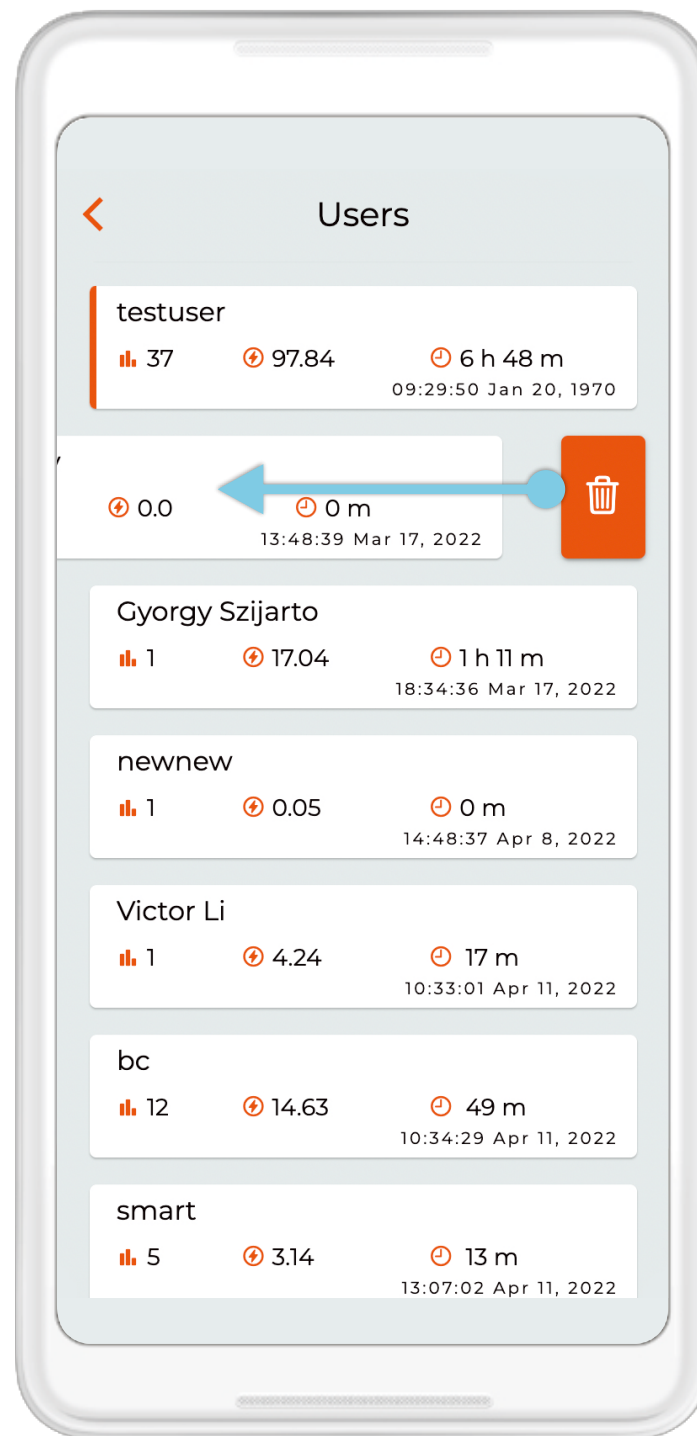 Users
testuser
37 97.84 6 h 48 m
09:29:50 Jan 20, 1970
0.0 0 m
13:48:39 Mar 17, 2022
Gyorgy Szijarto
1 17.04 1 h 11 m
18:34:36 Mar 17, 2022
newnew
1 0.05 0 m
14:48:37 Apr 8, 2022
Victor Li
1 4.24 17 m
10:33:01 Apr 11, 2022
bc
12 14.63 49 m
10:34:29 Apr 11, 2022
smart
5 3.14 13 m
13:07:02 Apr 11, 2022